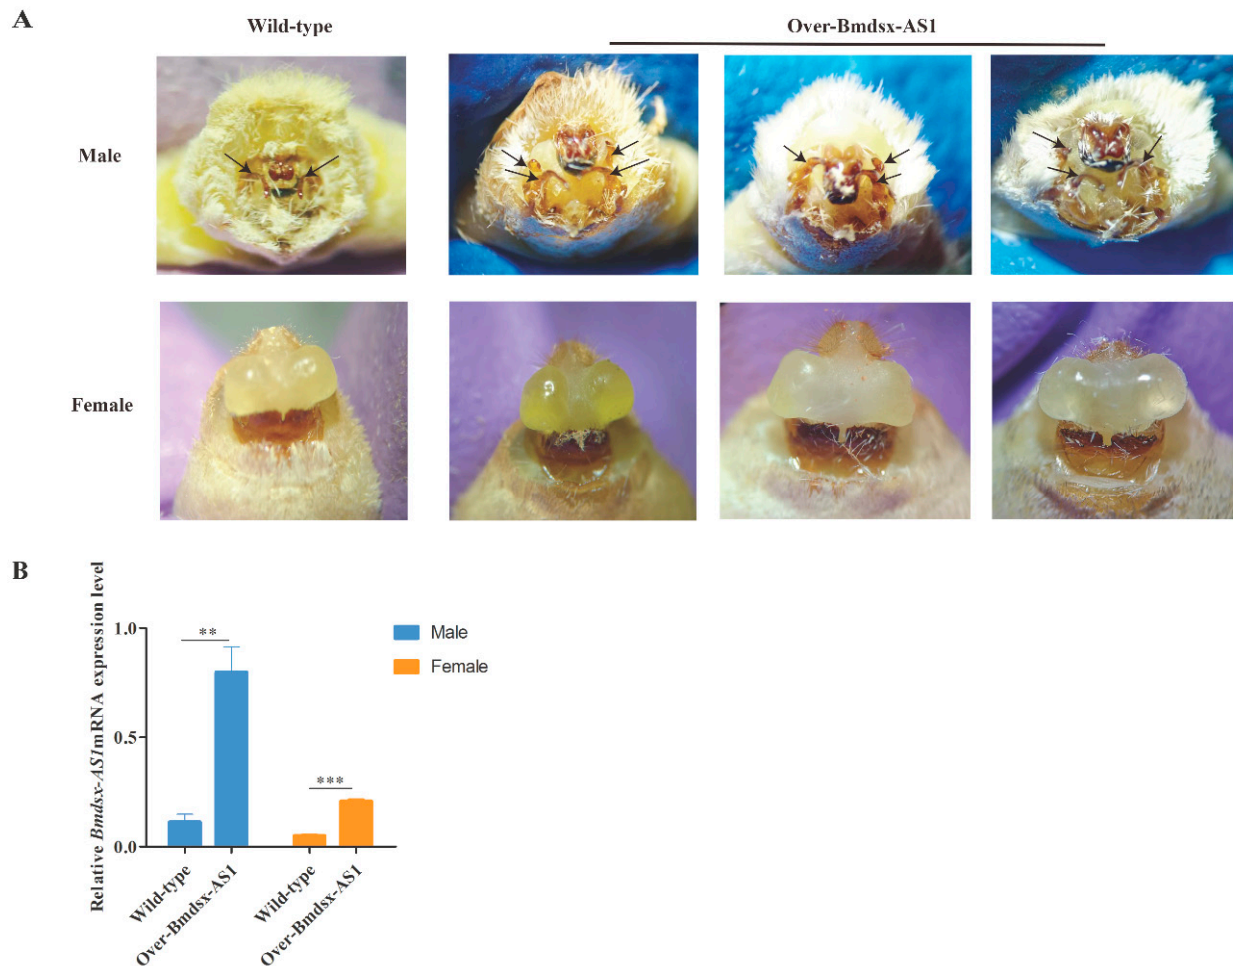 A
Wild-type
Over-Bmdsx-AS1
Male
Female
B
Relative Bmdsx-AS1mRNA expression level
1.0
0.5
0.0
**
***
Male
Female
Wild-type
Over-Bmdsx-AS1
Wild-type
Over-Bmdsx-AS1